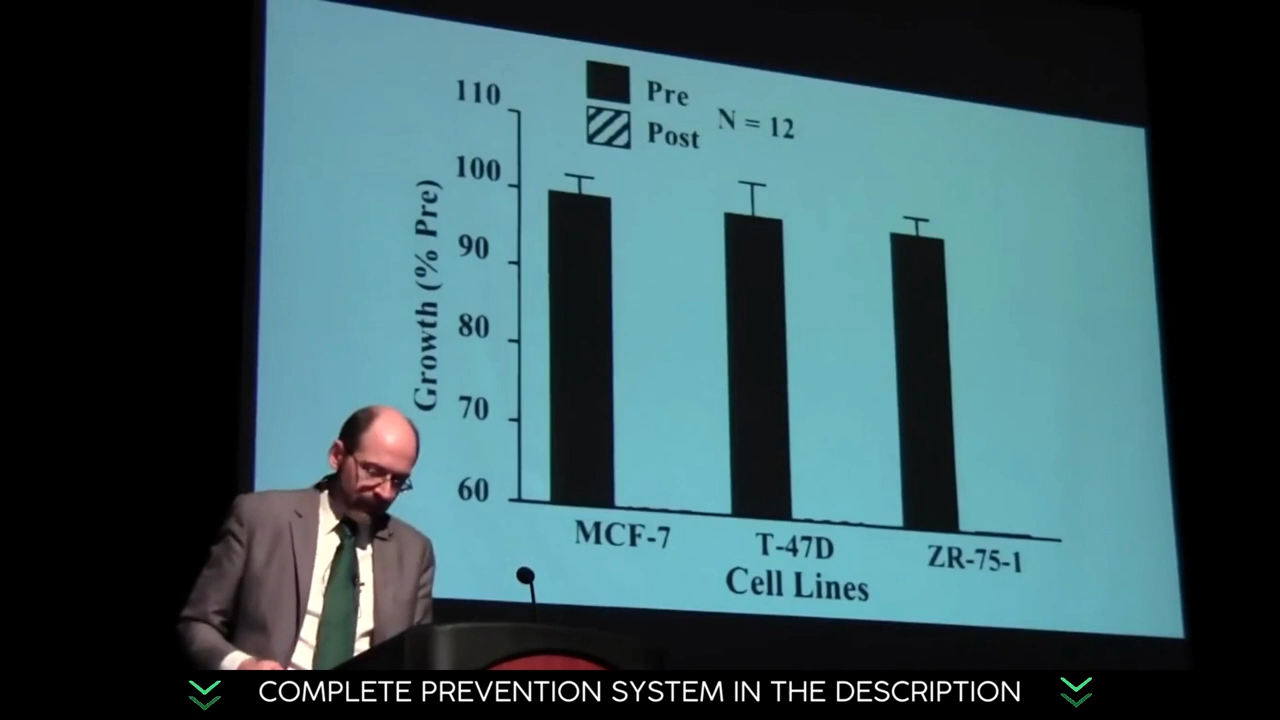 Pre
Post
N = 12
110
100
90
80
70
60
Growth (% Pre)
MCF-7
T-47D
ZR-75-1
Cell Lines
COMPLETE PREVENTION SYSTEM IN THE DESCRIPTION